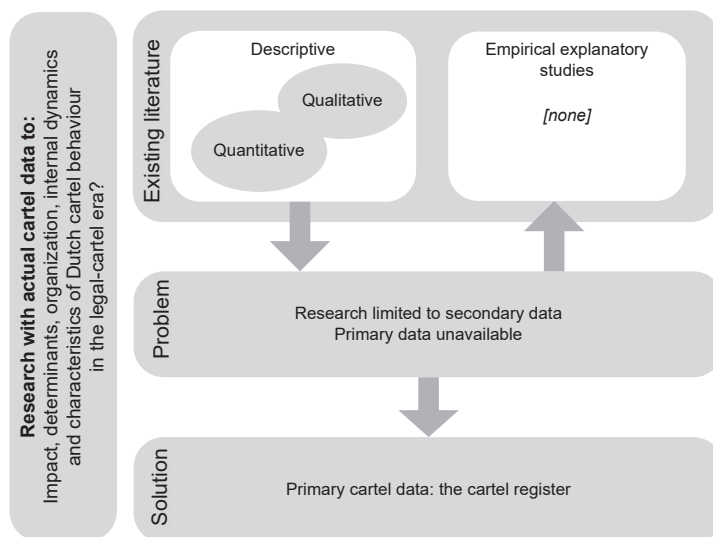 Research with actual cartel data to:
Impact, determinants, organization, internal dynamics
and characteristics of Dutch cartel behaviour
in the legal-cartel era?
Existing literature
Descriptive
Qualitative
Quantitative
Empirical explanatory
studies
[none]
Problem
Research limited to secondary data
Primary data unavailable
Solution
Primary cartel data: the cartel register